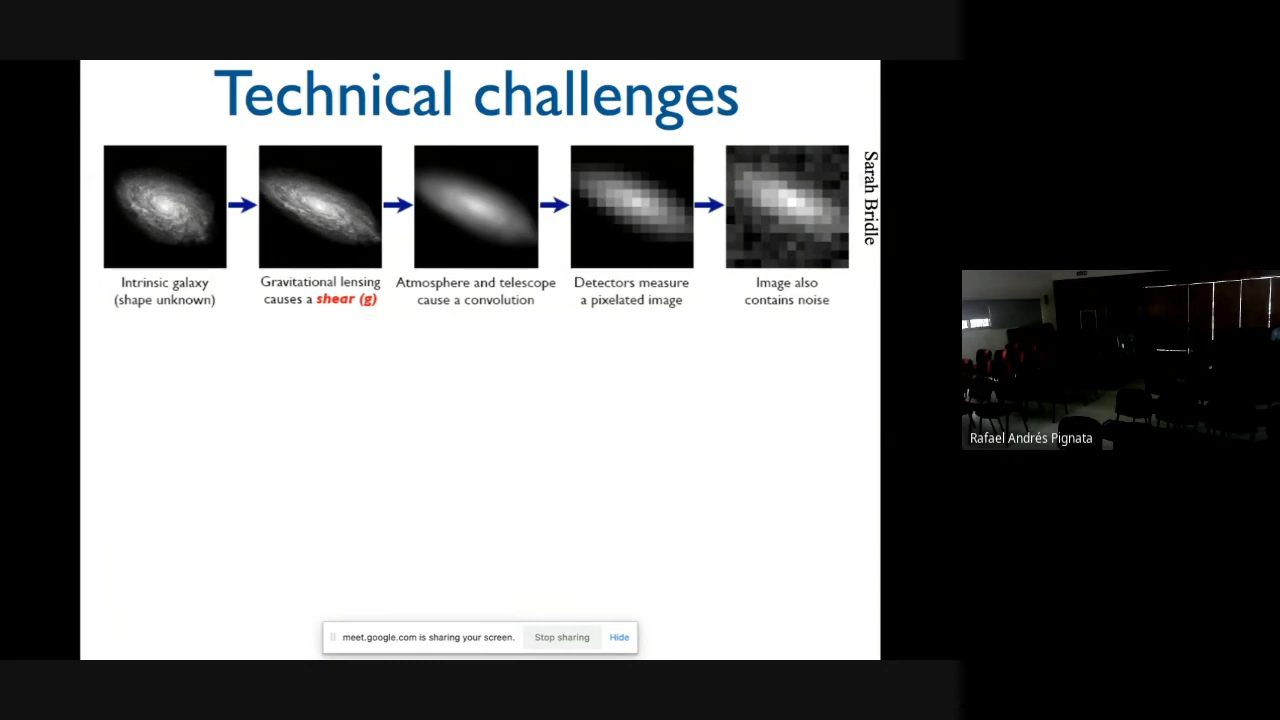 Technical challenges
Sarah Bridle
Intrinsic galaxy
(shape unknown)
Gravitational lensing
causes a shear (g)
Atmosphere and telescope
cause a convolution
Detectors measure
a pixelated image
Image also
contains noise
Rafael Andrés Pignata
meet.google.com is sharing your screen.
Stop sharing
Hide